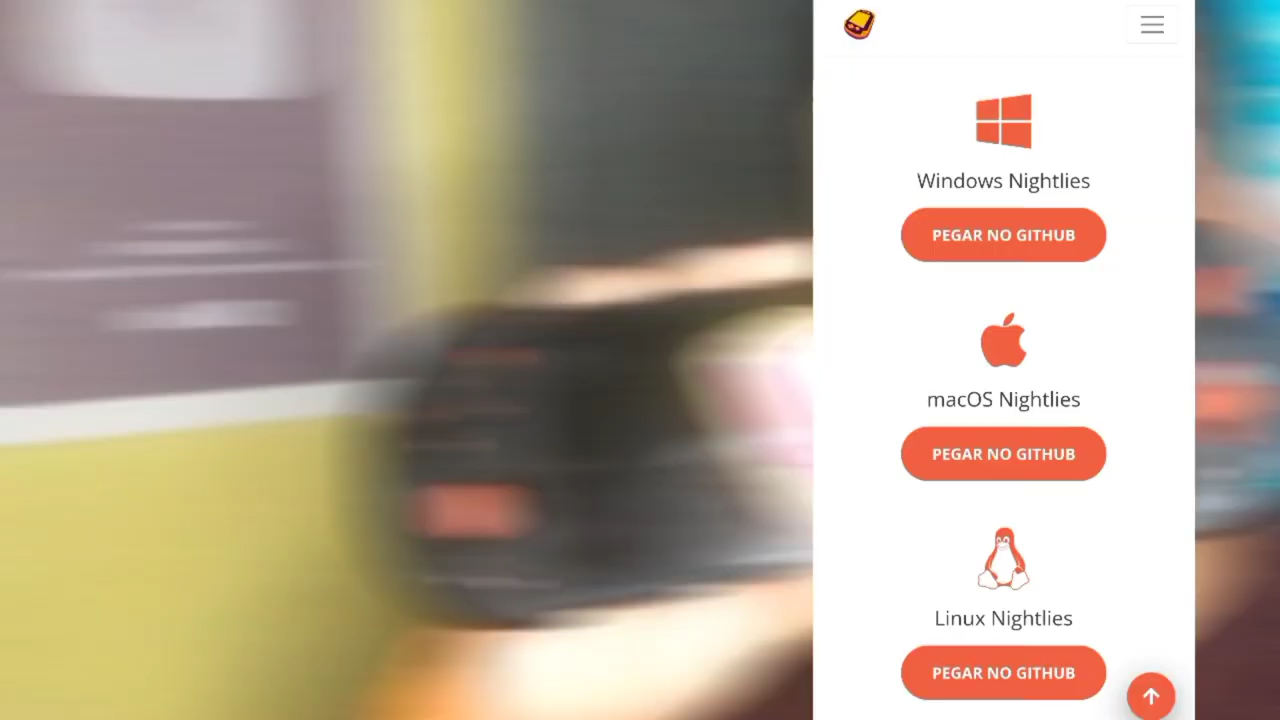 Windows Nightlies
PEGAR NO GITHUB
macOS Nightlies
PEGAR NO GITHUB
Linux Nightlies
PEGAR NO GITHUB